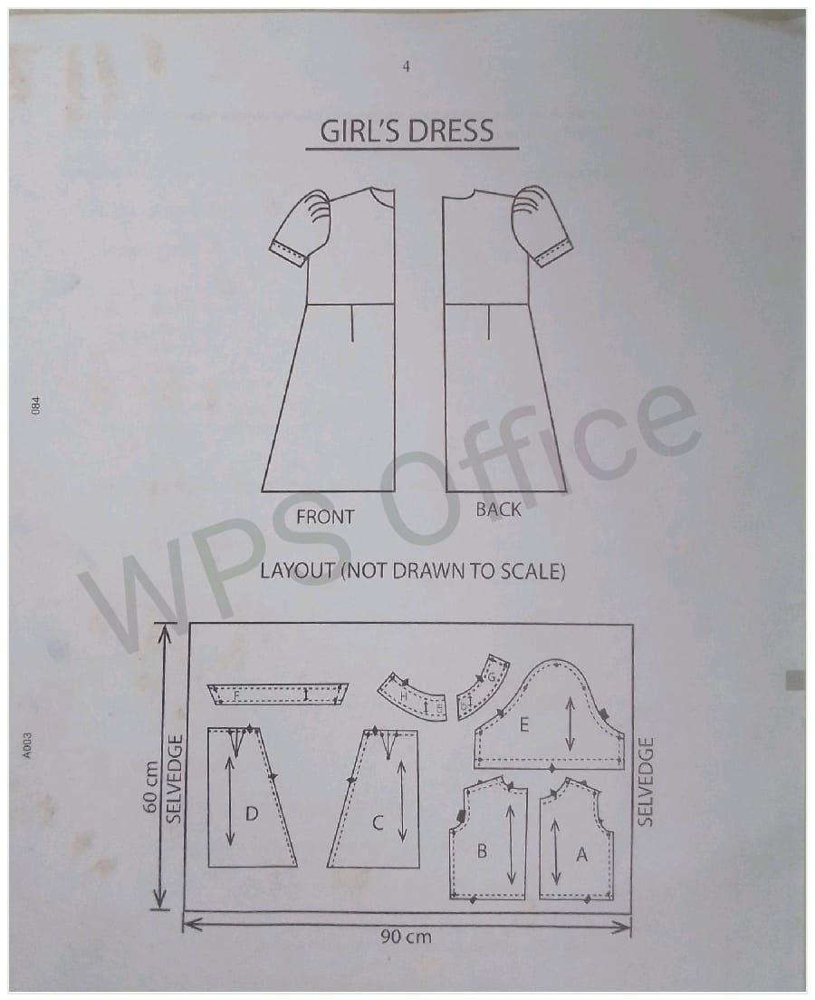 4
GIRL'S DRESS
084
FRONT
BACK
WPS Office
LAYOUT (NOT DRAWN TO SCALE)
A003
60 cm
SELVEDGE
F
H
G
E
D
C
B
A
SELVEDGE
90 cm